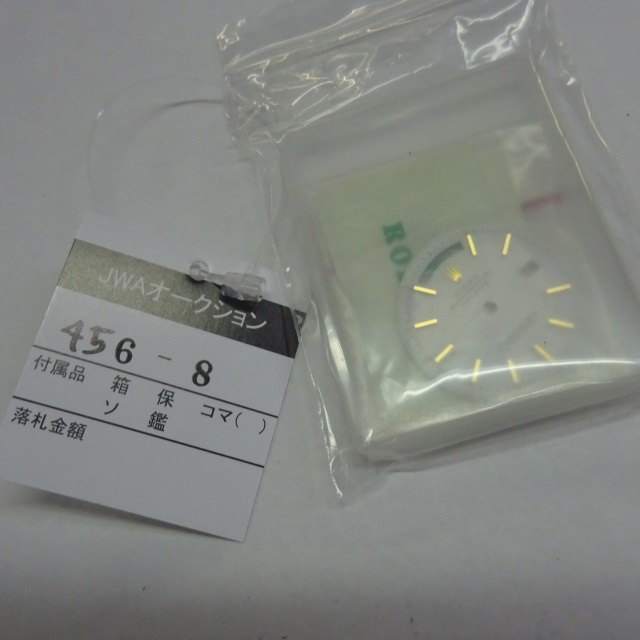 JWAオークション
456-8
付属品 箱 保 コマ( )
ソ 鑑
落札金額
RO